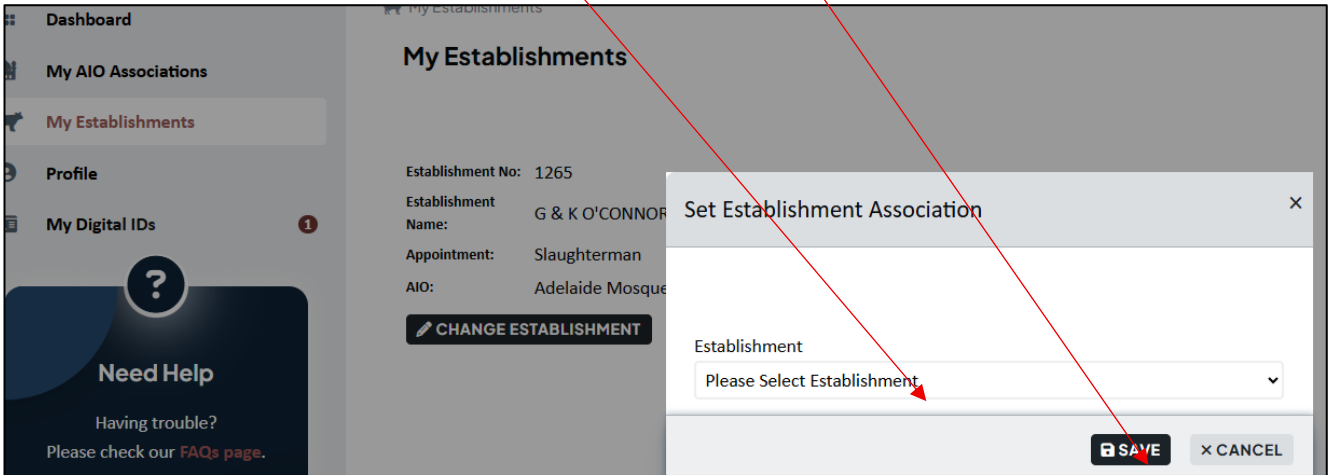 My Establishments
Dashboard
My AIO Associations
My Establishments
Profile
My Digital IDs
1
?
Need Help
Having trouble?
Please check our FAQs page.
My Establishments
Establishment No: 1265
Establishment
Name:
G & K O'CONNOR
Appointment: Slaughterman
AIO: Adelaide Mosque
CHANGE ESTABLISHMENT
Set Establishment Association
×
Establishment
Please Select Establishment
SAVE
× CANCEL